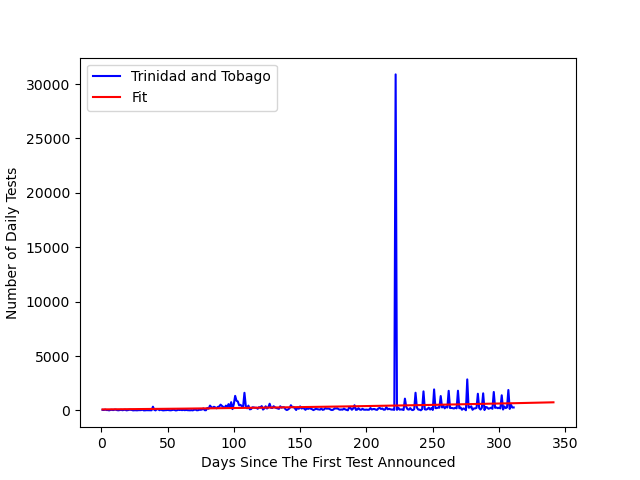 Trinidad and Tobago
Fit
30000
25000
20000
15000
10000
5000
0
Number of Daily Tests
0 50 100 150 200 250 300 350
Days Since The First Test Announced